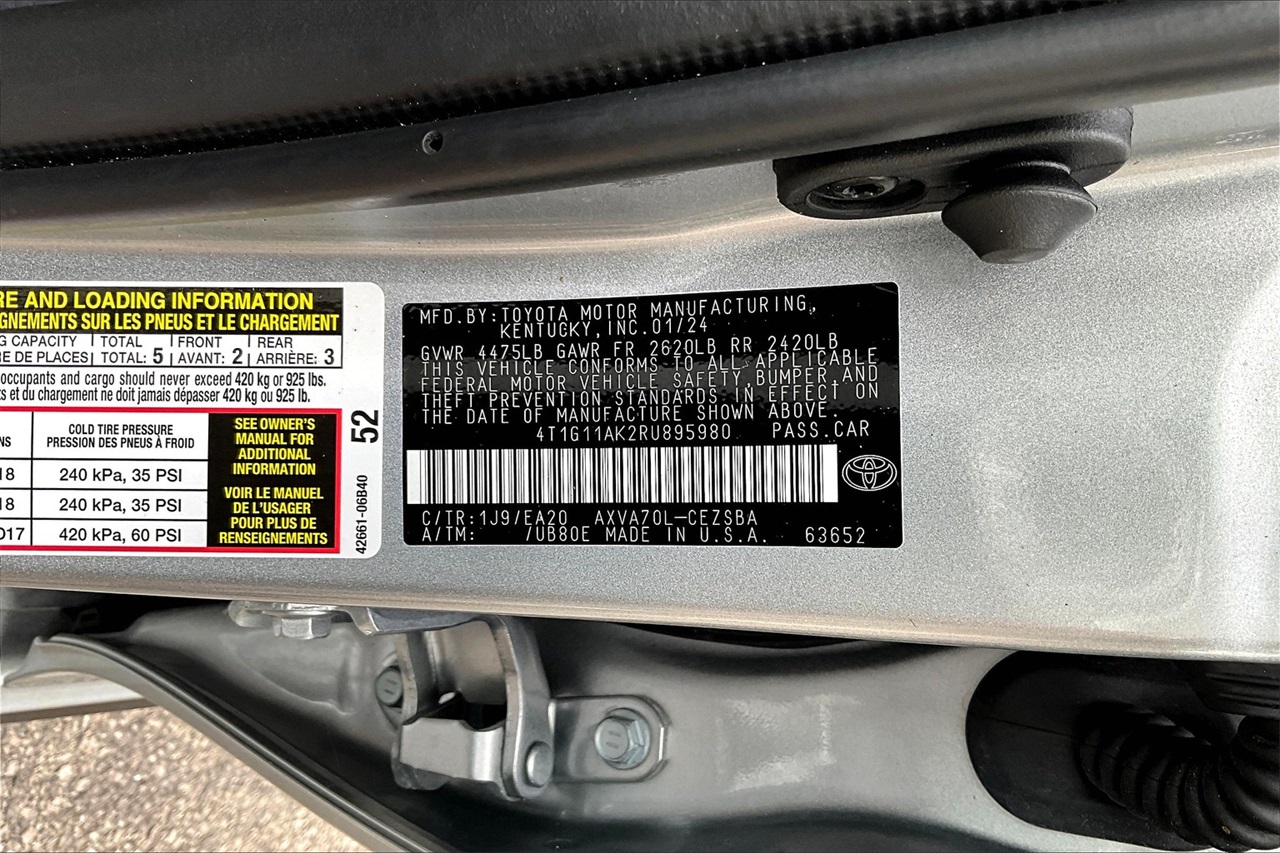 RE AND LOADING INFORMATION
GNEMENTS SUR LES PNEUS ET LE CHARGEMENT
G CAPACITY TOTAL FRONT REAR
RE DE PLACES TOTAL: 5 AVANT: 2 ARRIÈRE: 3
occupants and cargo should never exceed 420 kg or 925 lbs.
ts et du chargement ne doit jamais dépasser 420 kg ou 925 lb.
NS
COLD TIRE PRESSURE
PRESSION DES PNEUS À FROID
18 240 kPa, 35 PSI
18 240 kPa, 35 PSI
D17 420 kPa, 60 PSI
SEE OWNER'S
MANUAL FOR
ADDITIONAL
INFORMATION
VOIR LE MANUEL
DE L'USAGER
POUR PLUS DE
RENSEIGNEMENTS
52
42661-06B40
MFD.BY:TOYOTA MOTOR MANUFACTURING,
KENTUCKY,INC.01/24
GVWR 4475LB GAWR FR 2620LB RR 2420LB
THIS VEHICLE CONFORMS TO ALL APPLICABLE
FEDERAL MOTOR VEHICLE SAFETY,BUMPER,AND
THEFT PREVENTION STANDARDS IN EFFECT ON
THE DATE OF MANUFACTURE SHOWN ABOVE.
4T1G11AK2RU895980 PASS.CAR
C/TR:1J9/EA20 AXVA70L-CEZSBA
A/TM: /UB80E MADE IN U.S.A. 63652